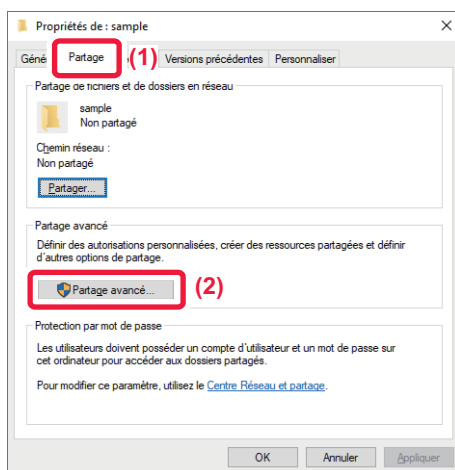 Propriétés de : sample
Géné Partage (1) Versions précédentes Personnaliser
Partage de fichiers et de dossiers en réseau
sample
Non partagé
Chemin réseau :
Non partagé
Partager...
Partage avancé
Définir des autorisations personnalisées, créer des ressources partagées et définir
d'autres options de partage.
Partage avancé... (2)
Protection par mot de passe
Les utilisateurs doivent posséder un compte d'utilisateur et un mot de passe sur
cet ordinateur pour accéder aux dossiers partagés.
Pour modifier ce paramètre, utilisez le Centre Réseau et partage.
OK Annuler Appliquer